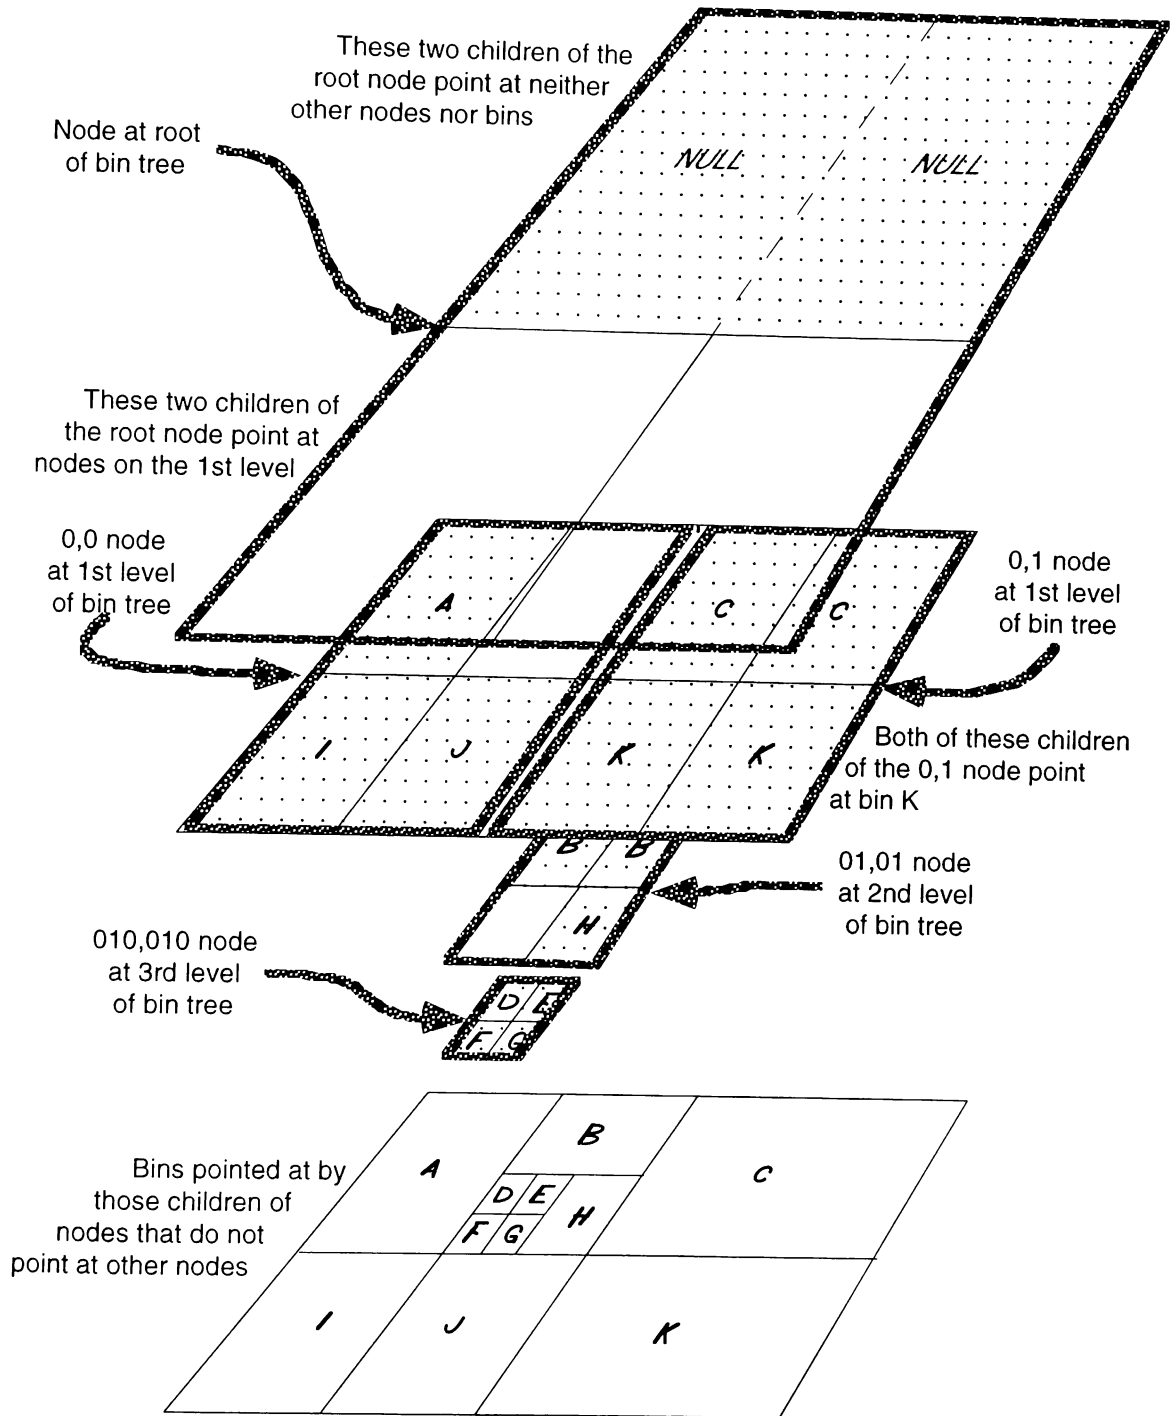 These two children of the
root node point at neither
other nodes nor bins
Node at root
of bin tree
NULL
NULL
These two children of
the root node point at
nodes on the 1st level
0,0 node
at 1st level
of bin tree
0,1 node
at 1st level
of bin tree
A
C
C
I
J
K
K
Both of these children
of the 0,1 node point
at bin K
B
B
H
01,01 node
at 2nd level
of bin tree
010,010 node
at 3rd level
of bin tree
D
E
F
G
Bins pointed at by
those children of
nodes that do not
point at other nodes
A
B
C
D
E
F
G
H
I
J
K